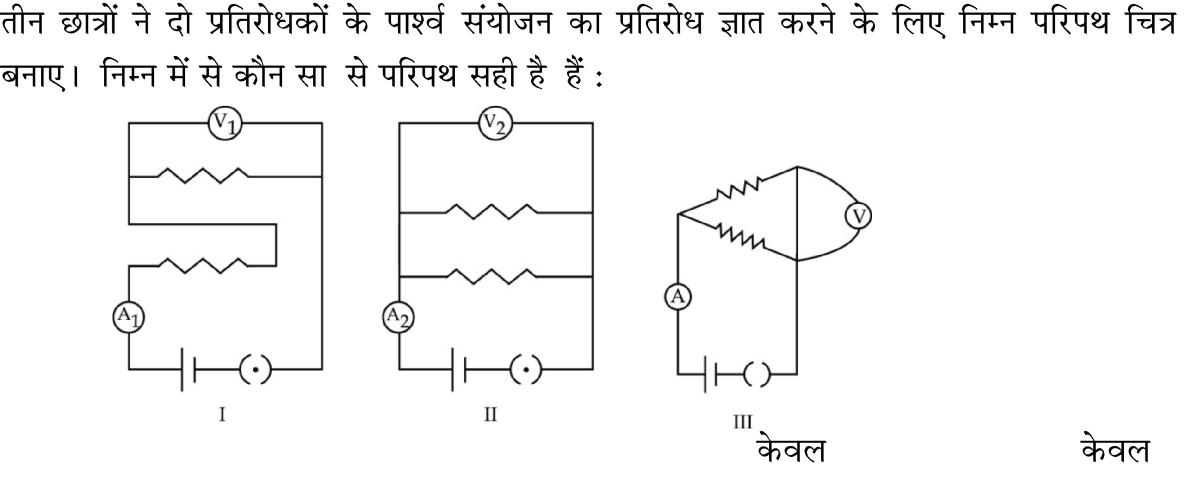 तीन छात्रों ने दो प्रतिरोधकों के पार्श्व संयोजन का प्रतिरोध ज्ञात करने के लिए निम्न परिपथ चित्र
बनाए। निम्न में से कौन सा से परिपथ सही है हैं :
V1 V2
V
A
A1 A2
I II III
केवल केवल